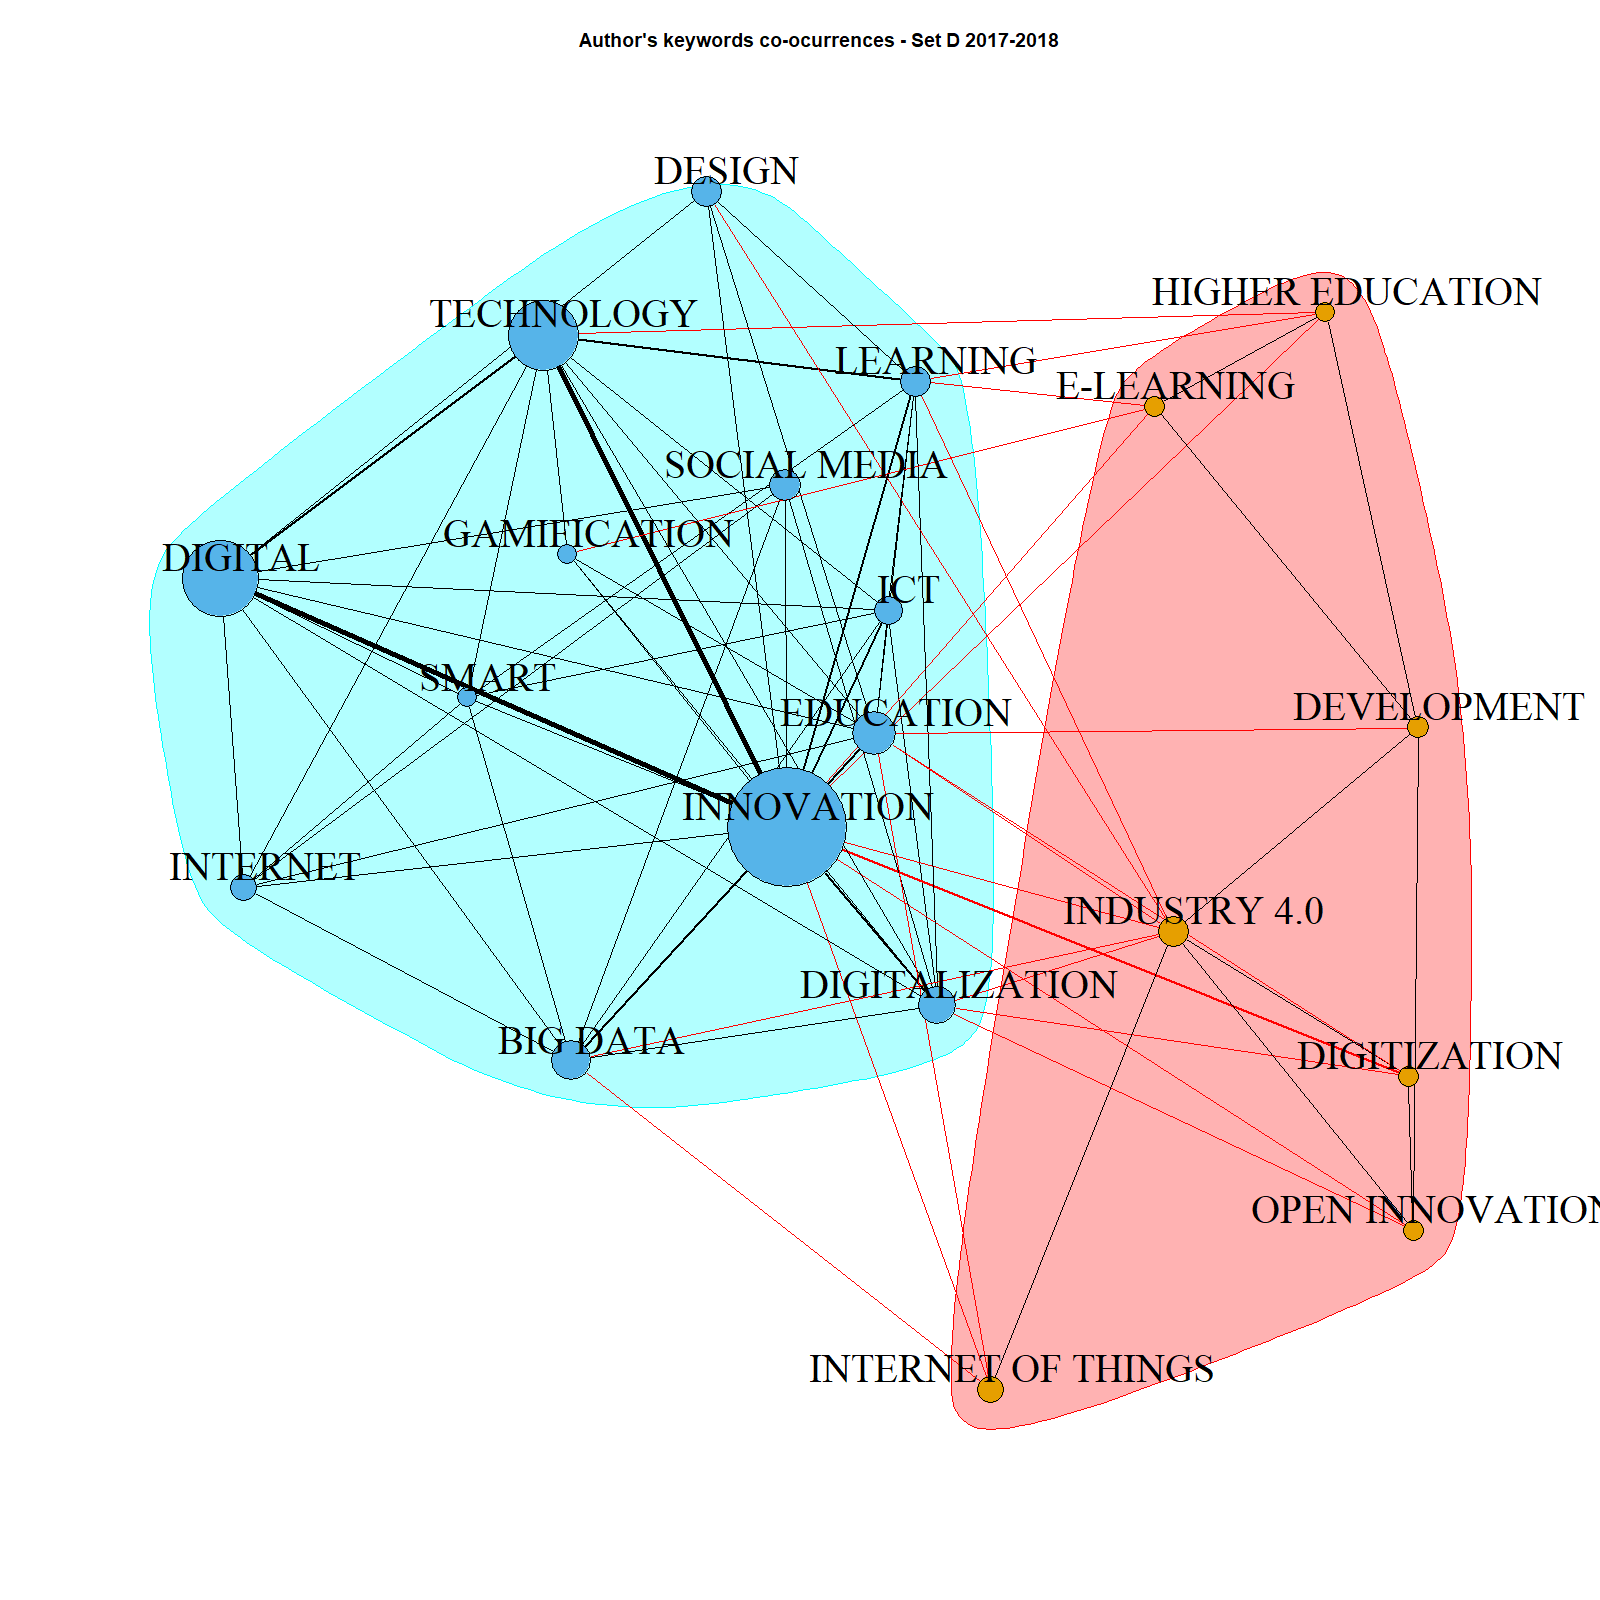 Author's keywords co-ocurrences - Set D 2017-2018
DESIGN
HIGHER EDUCATION
TECHNOLOGY
LEARNING
E-LEARNING
SOCIAL MEDIA
GAMIFICATION
DIGITAL
ICT
SMART
DEVELOPMENT
EDUCATION
INNOVATION
INTERNET
INDUSTRY 4.0
DIGITALIZATION
BIG DATA
DIGITIZATION
OPEN INNOVATION
INTERNET OF THINGS